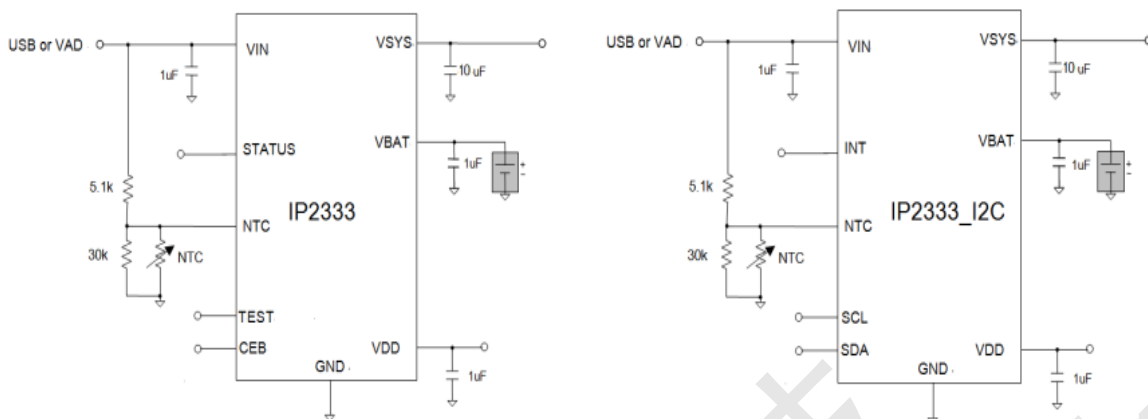 USB or VAD
VIN
VSYS
1uF
10 uF
STATUS
VBAT
1uF
5.1k
IP2333
NTC
30k
NTC
TEST
CEB
VDD
GND
1uF
USB or VAD
VIN
VSYS
1uF
10 uF
INT
VBAT
1uF
5.1k
IP2333_I2C
NTC
30k
NTC
SCL
SDA
VDD
GND
1uF